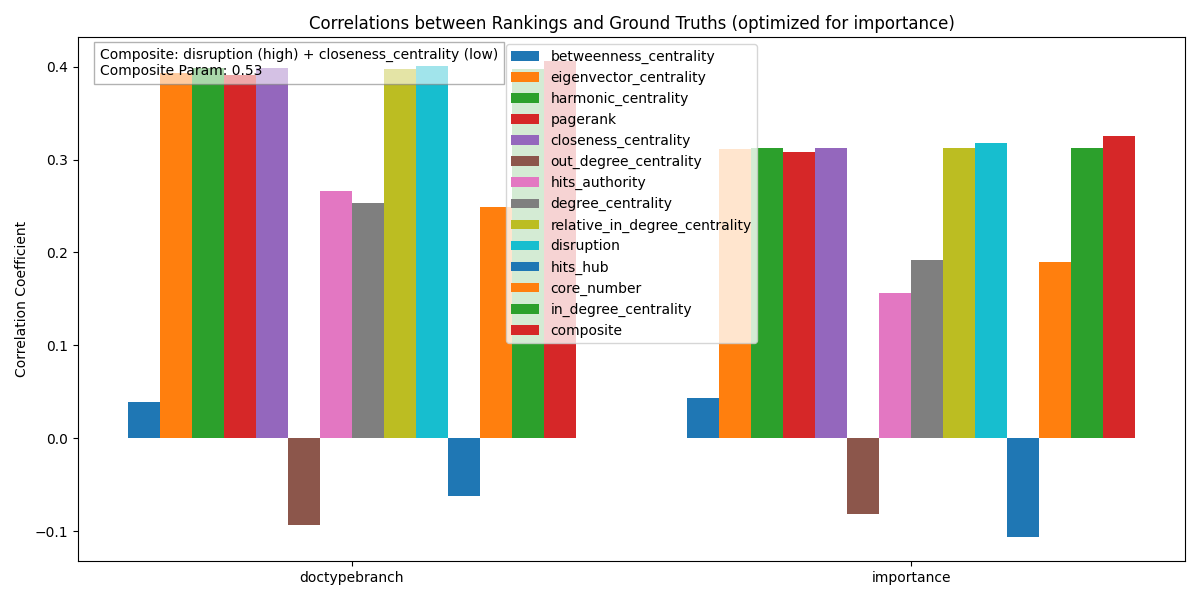 Correlations between Rankings and Ground Truths (optimized for importance)
Composite: disruption (high) + closeness_centrality (low)
Composite Param: 0.53
betweenness_centrality
eigenvector_centrality
harmonic_centrality
pagerank
closeness_centrality
out_degree_centrality
hits_authority
degree_centrality
relative_in_degree_centrality
disruption
hits_hub
core_number
in_degree_centrality
composite
Correlation Coefficient
0.4
0.3
0.2
0.1
0.0
−0.1
doctypebranch
importance